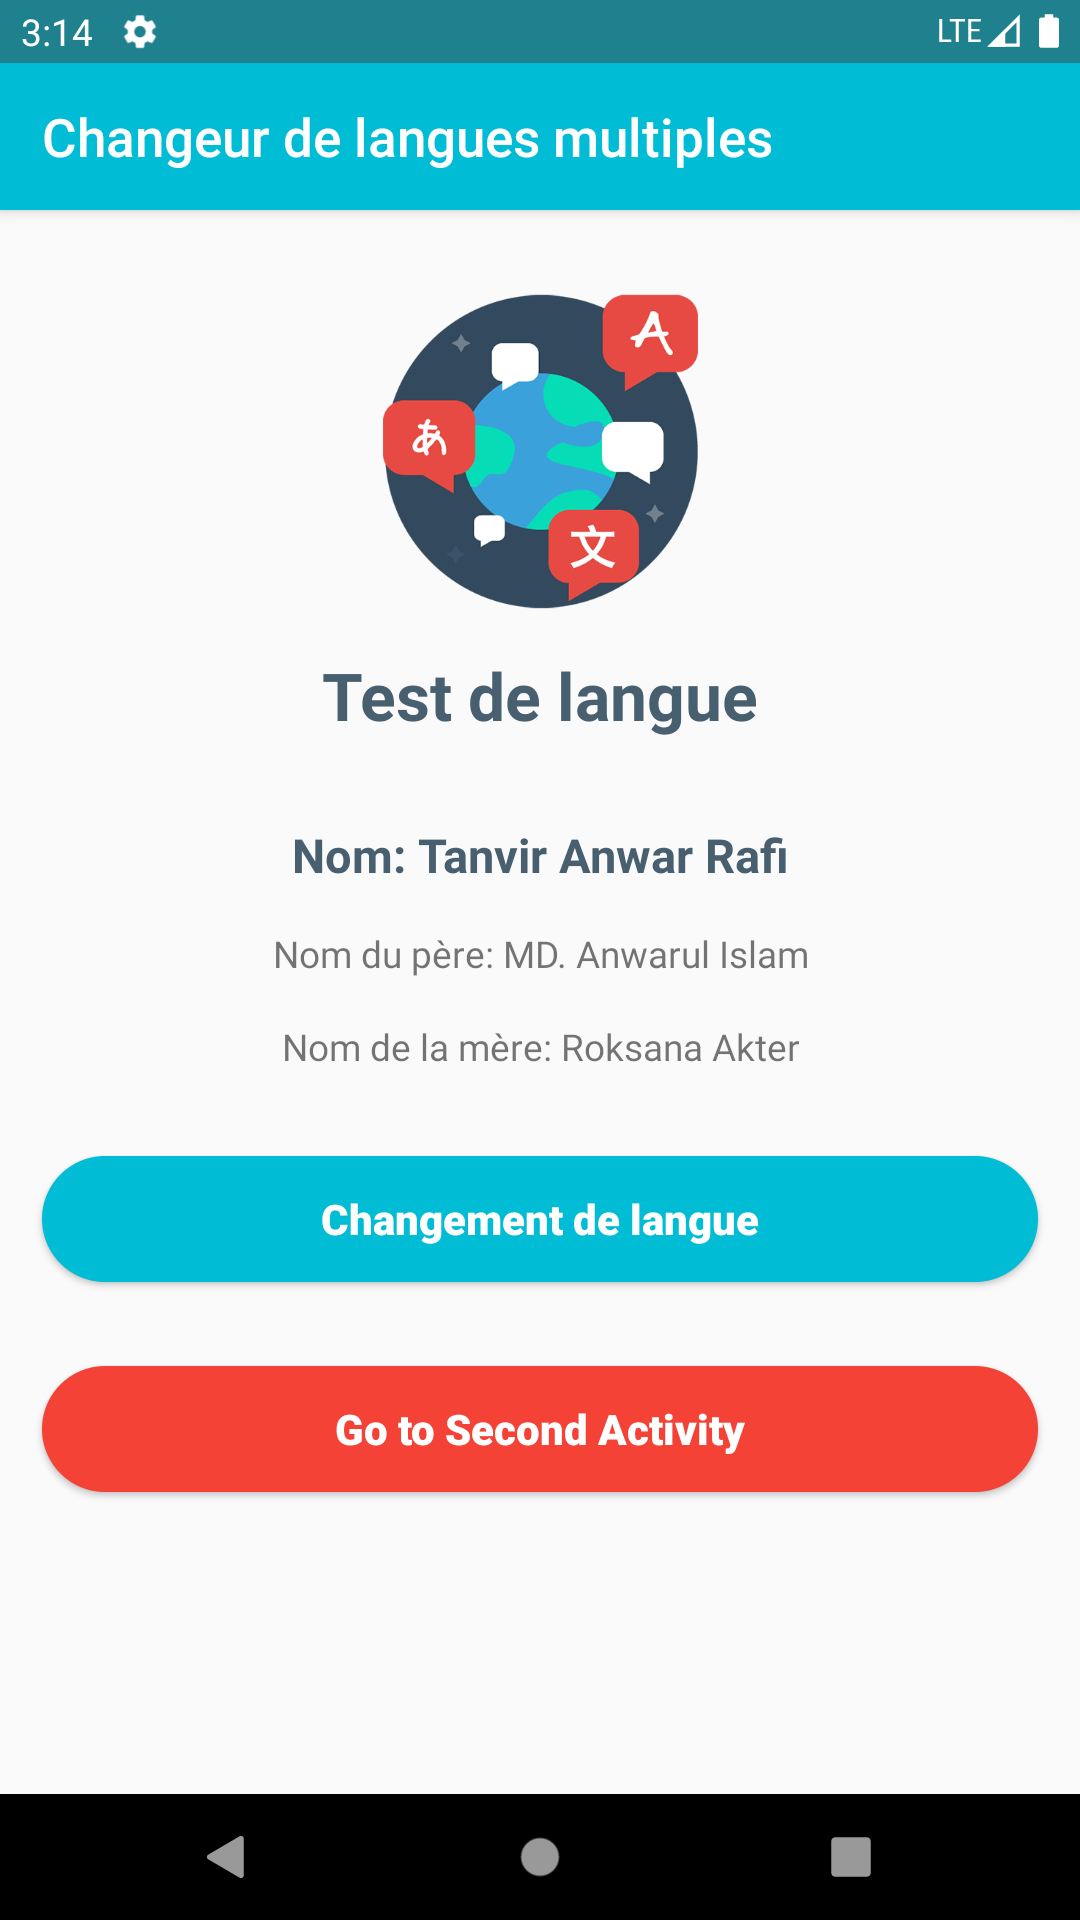 3:14 LTE
Changeur de langues multiples
A
あ
文
Test de langue
Nom: Tanvir Anwar Rafi
Nom du père: MD. Anwarul Islam
Nom de la mère: Roksana Akter
Changement de langue
Go to Second Activity